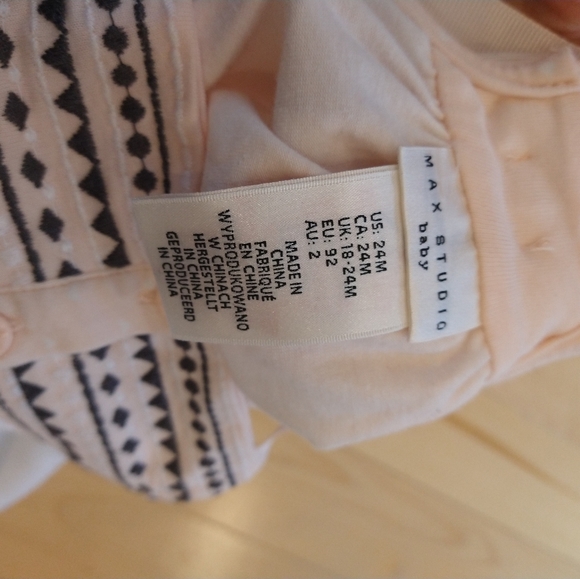 MAX STUDIO
baby
US: 24M
CA: 24M
UK: 18-24M
EU: 92
AU: 2
MADE IN
CHINA
FABRIQUÉ
EN CHINE
WYPRODUKOWANO
W CHINACH
HERGESTELLT
IN CHINA
GEPRODUCEERD
IN CHINA